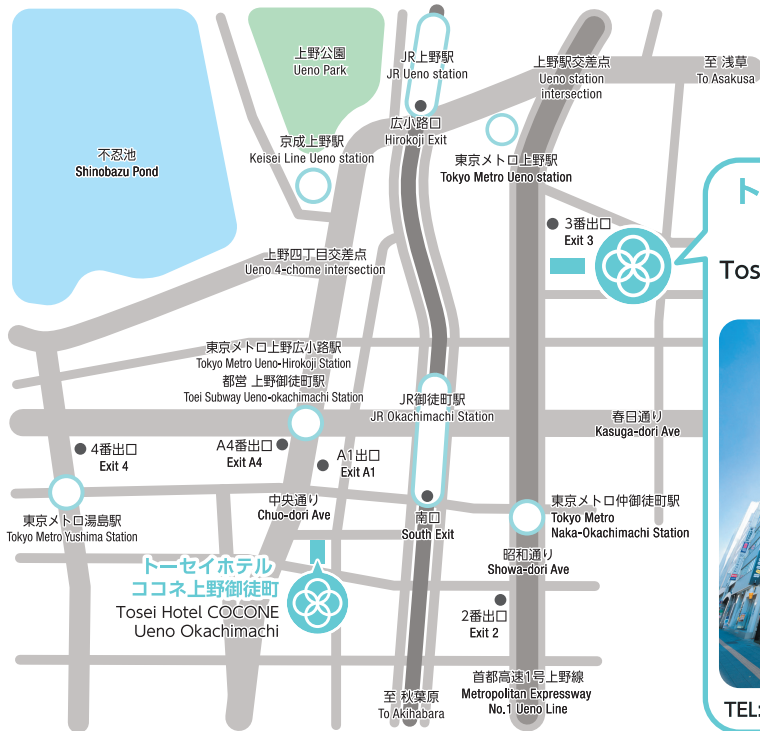 上野公園
Ueno Park
JR上野駅
JR Ueno station
上野駅交差点
Ueno station
intersection
至 浅草
To Asakusa
広小路口
Hirokoji Exit
京成上野駅
Keisei Line Ueno station
不忍池
Shinobazu Pond
東京メトロ上野駅
Tokyo Metro Ueno station
3番出口
Exit 3
ト
Tos
上野四丁目交差点
Ueno 4-chome intersection
東京メトロ上野広小路駅
Tokyo Metro Ueno-Hirokoji Station
都営 上野御徒町駅
Toei Subway Ueno-okachimachi Station
JR御徒町駅
JR Okachimachi Station
春日通り
Kasuga-dori Ave
4番出口
Exit 4
A4番出口
Exit A4
A1出口
Exit A1
東京メトロ湯島駅
Tokyo Metro Yushima Station
中央通り
Chuo-dori Ave
南口
South Exit
東京メトロ仲御徒町駅
Tokyo Metro
Naka-Okachimachi Station
昭和通り
Showa-dori Ave
トーセイホテル
ココネ上野御徒町
Tosei Hotel COCONE
Ueno Okachimachi
2番出口
Exit 2
首都高速1号上野線
Metropolitan Expressway
No.1 Ueno Line
至 秋葉原
To Akihabara
TEL: